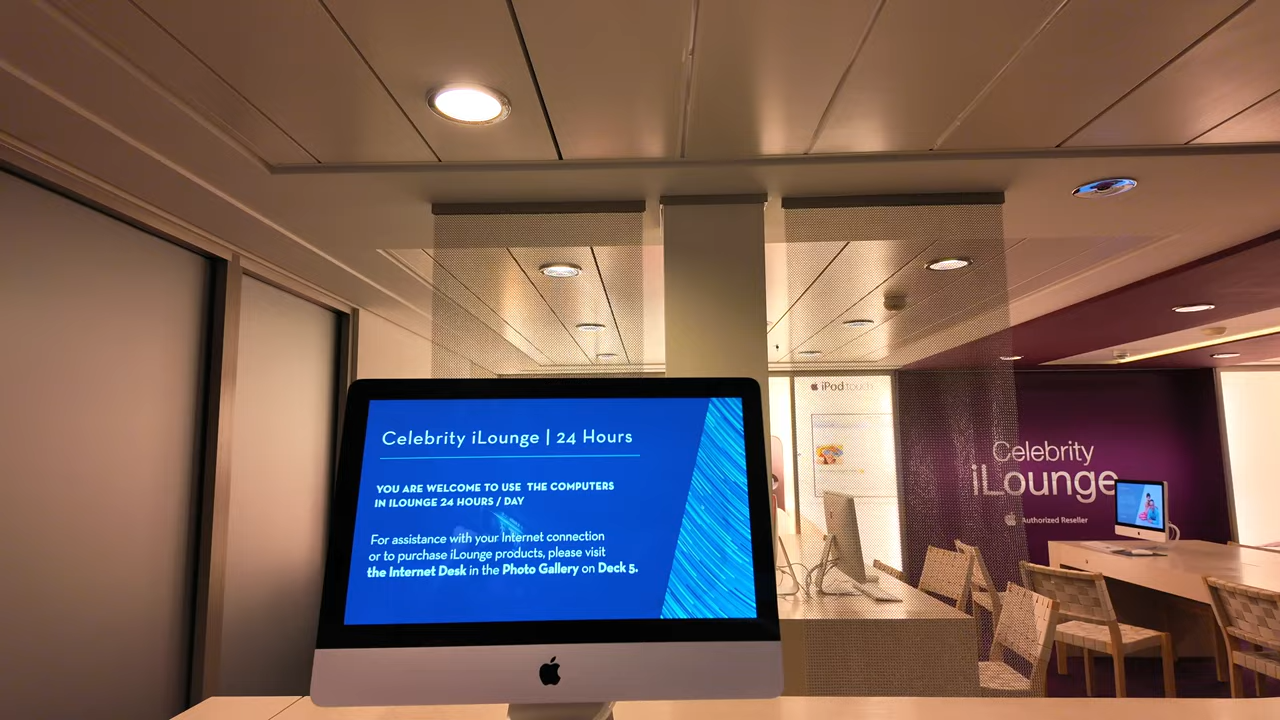 Celebrity iLounge | 24 Hours
YOU ARE WELCOME TO USE THE COMPUTERS
IN ILOUNGE 24 HOURS / DAY
For assistance with your Internet connection
or to purchase iLounge products, please visit
the Internet Desk in the Photo Gallery on Deck 5.
iPod touch
Celebrity
iLounge
Authorized Reseller